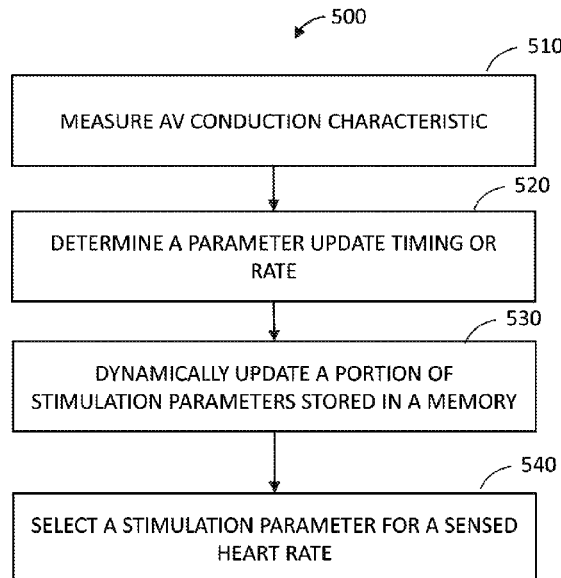 500
510
MEASURE AV CONDUCTION CHARACTERISTIC
520
DETERMINE A PARAMETER UPDATE TIMING OR
RATE
530
DYNAMICALLY UPDATE A PORTION OF
STIMULATION PARAMETERS STORED IN A MEMORY
540
SELECT A STIMULATION PARAMETER FOR A SENSED
HEART RATE